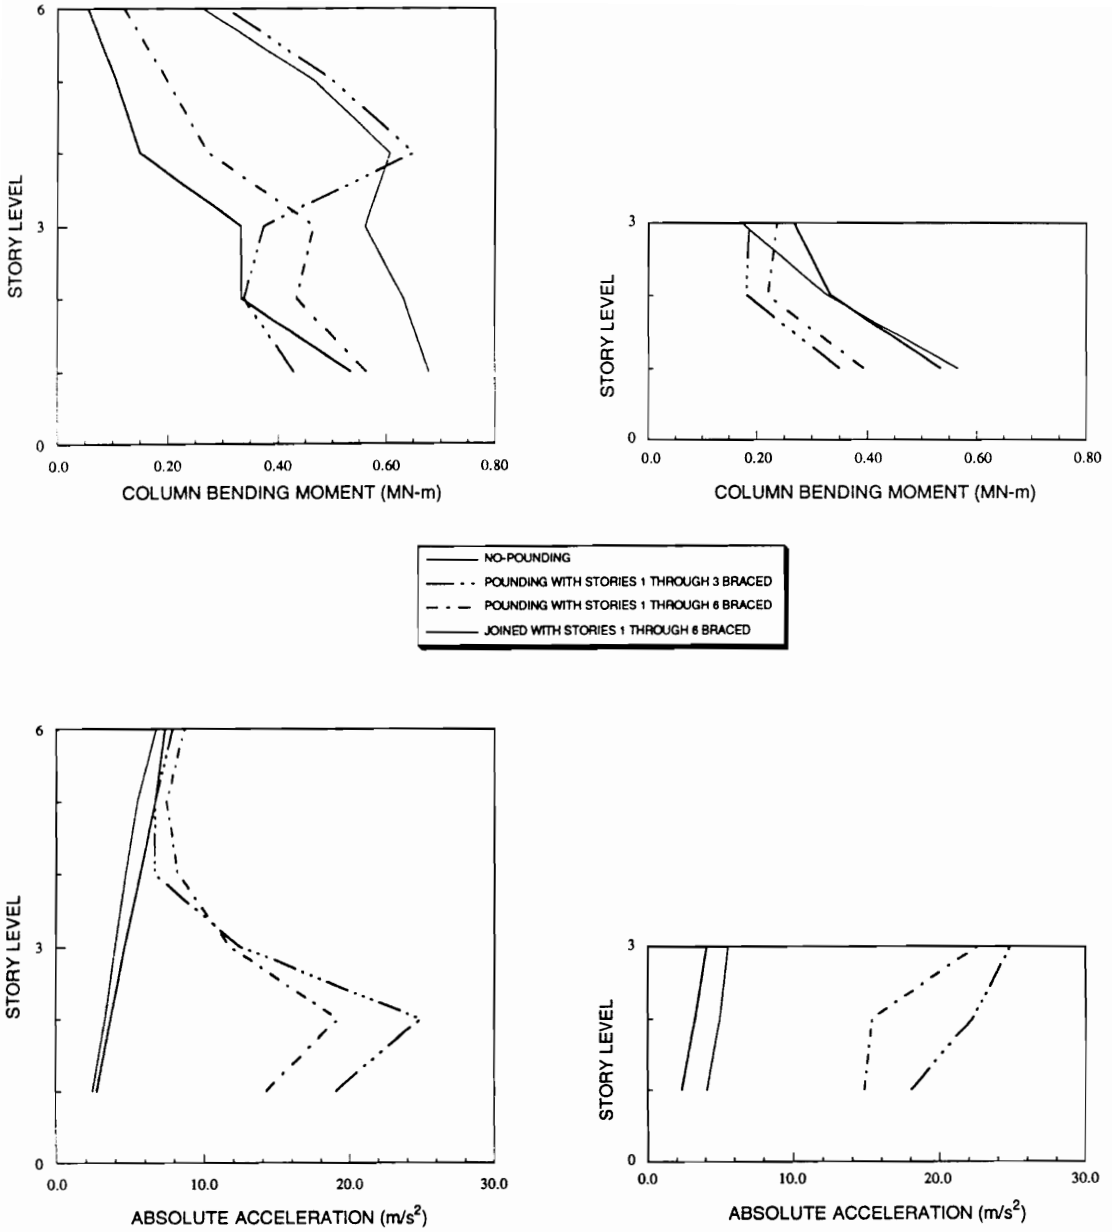 6
3
0
STORY LEVEL
0.0 0.20 0.40 0.60 0.80
COLUMN BENDING MOMENT (MN-m)
3
0
STORY LEVEL
0.0 0.20 0.40 0.60 0.80
COLUMN BENDING MOMENT (MN-m)
NO-POUNDING
POUNDING WITH STORIES 1 THROUGH 3 BRACED
POUNDING WITH STORIES 1 THROUGH 6 BRACED
JOINED WITH STORIES 1 THROUGH 6 BRACED
6
3
0
STORY LEVEL
0.0 10.0 20.0 30.0
ABSOLUTE ACCELERATION (m/s²)
3
0
STORY LEVEL
0.0 10.0 20.0 30.0
ABSOLUTE ACCELERATION (m/s²)